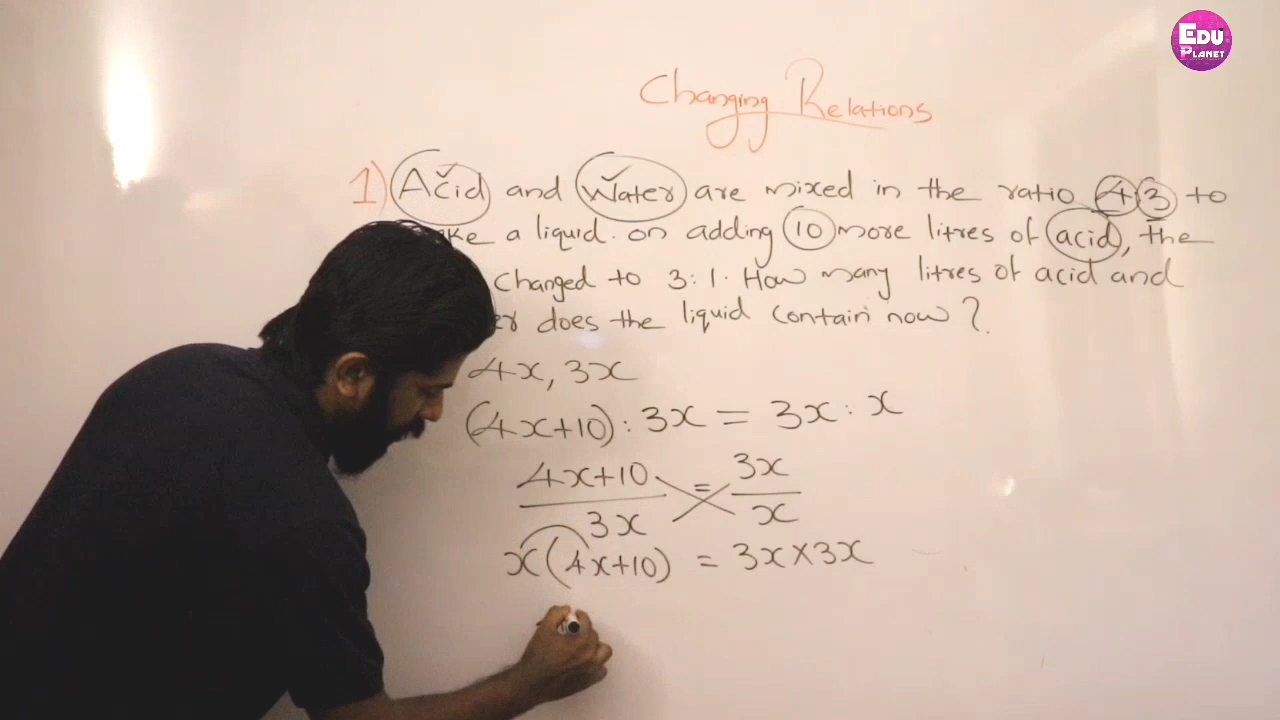 EDU PLANET
Changing Relations
1) Acid and Water are mixed in the ratio 4:3 to
a liquid. on adding 10 more litres of acid, the
changed to 3:1. How many litres of acid and
does the liquid contain now?
4x, 3x
(4x+10) : 3x = 3x : x
4x+10 / 3x = 3x / x
x(4x+10) = 3x×3x